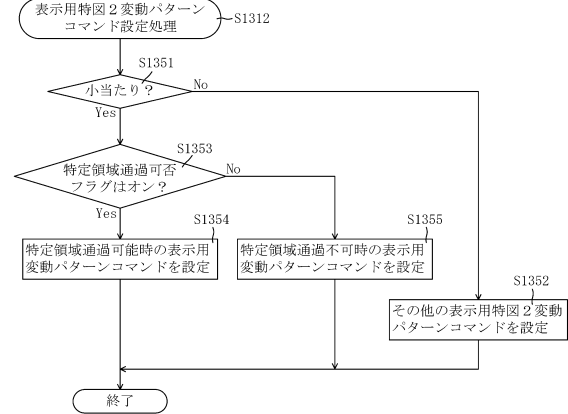 表示用特図２変動パターン
コマンド設定処理
S1312
S1351
小当たり？
No
Yes
S1353
特定領域通過可否
フラグはオン？
No
Yes
S1354
特定領域通過可能時の表示用
変動パターンコマンドを設定
S1355
特定領域通過不可時の表示用
変動パターンコマンドを設定
S1352
その他の表示用特図２変動
パターンコマンドを設定
終了